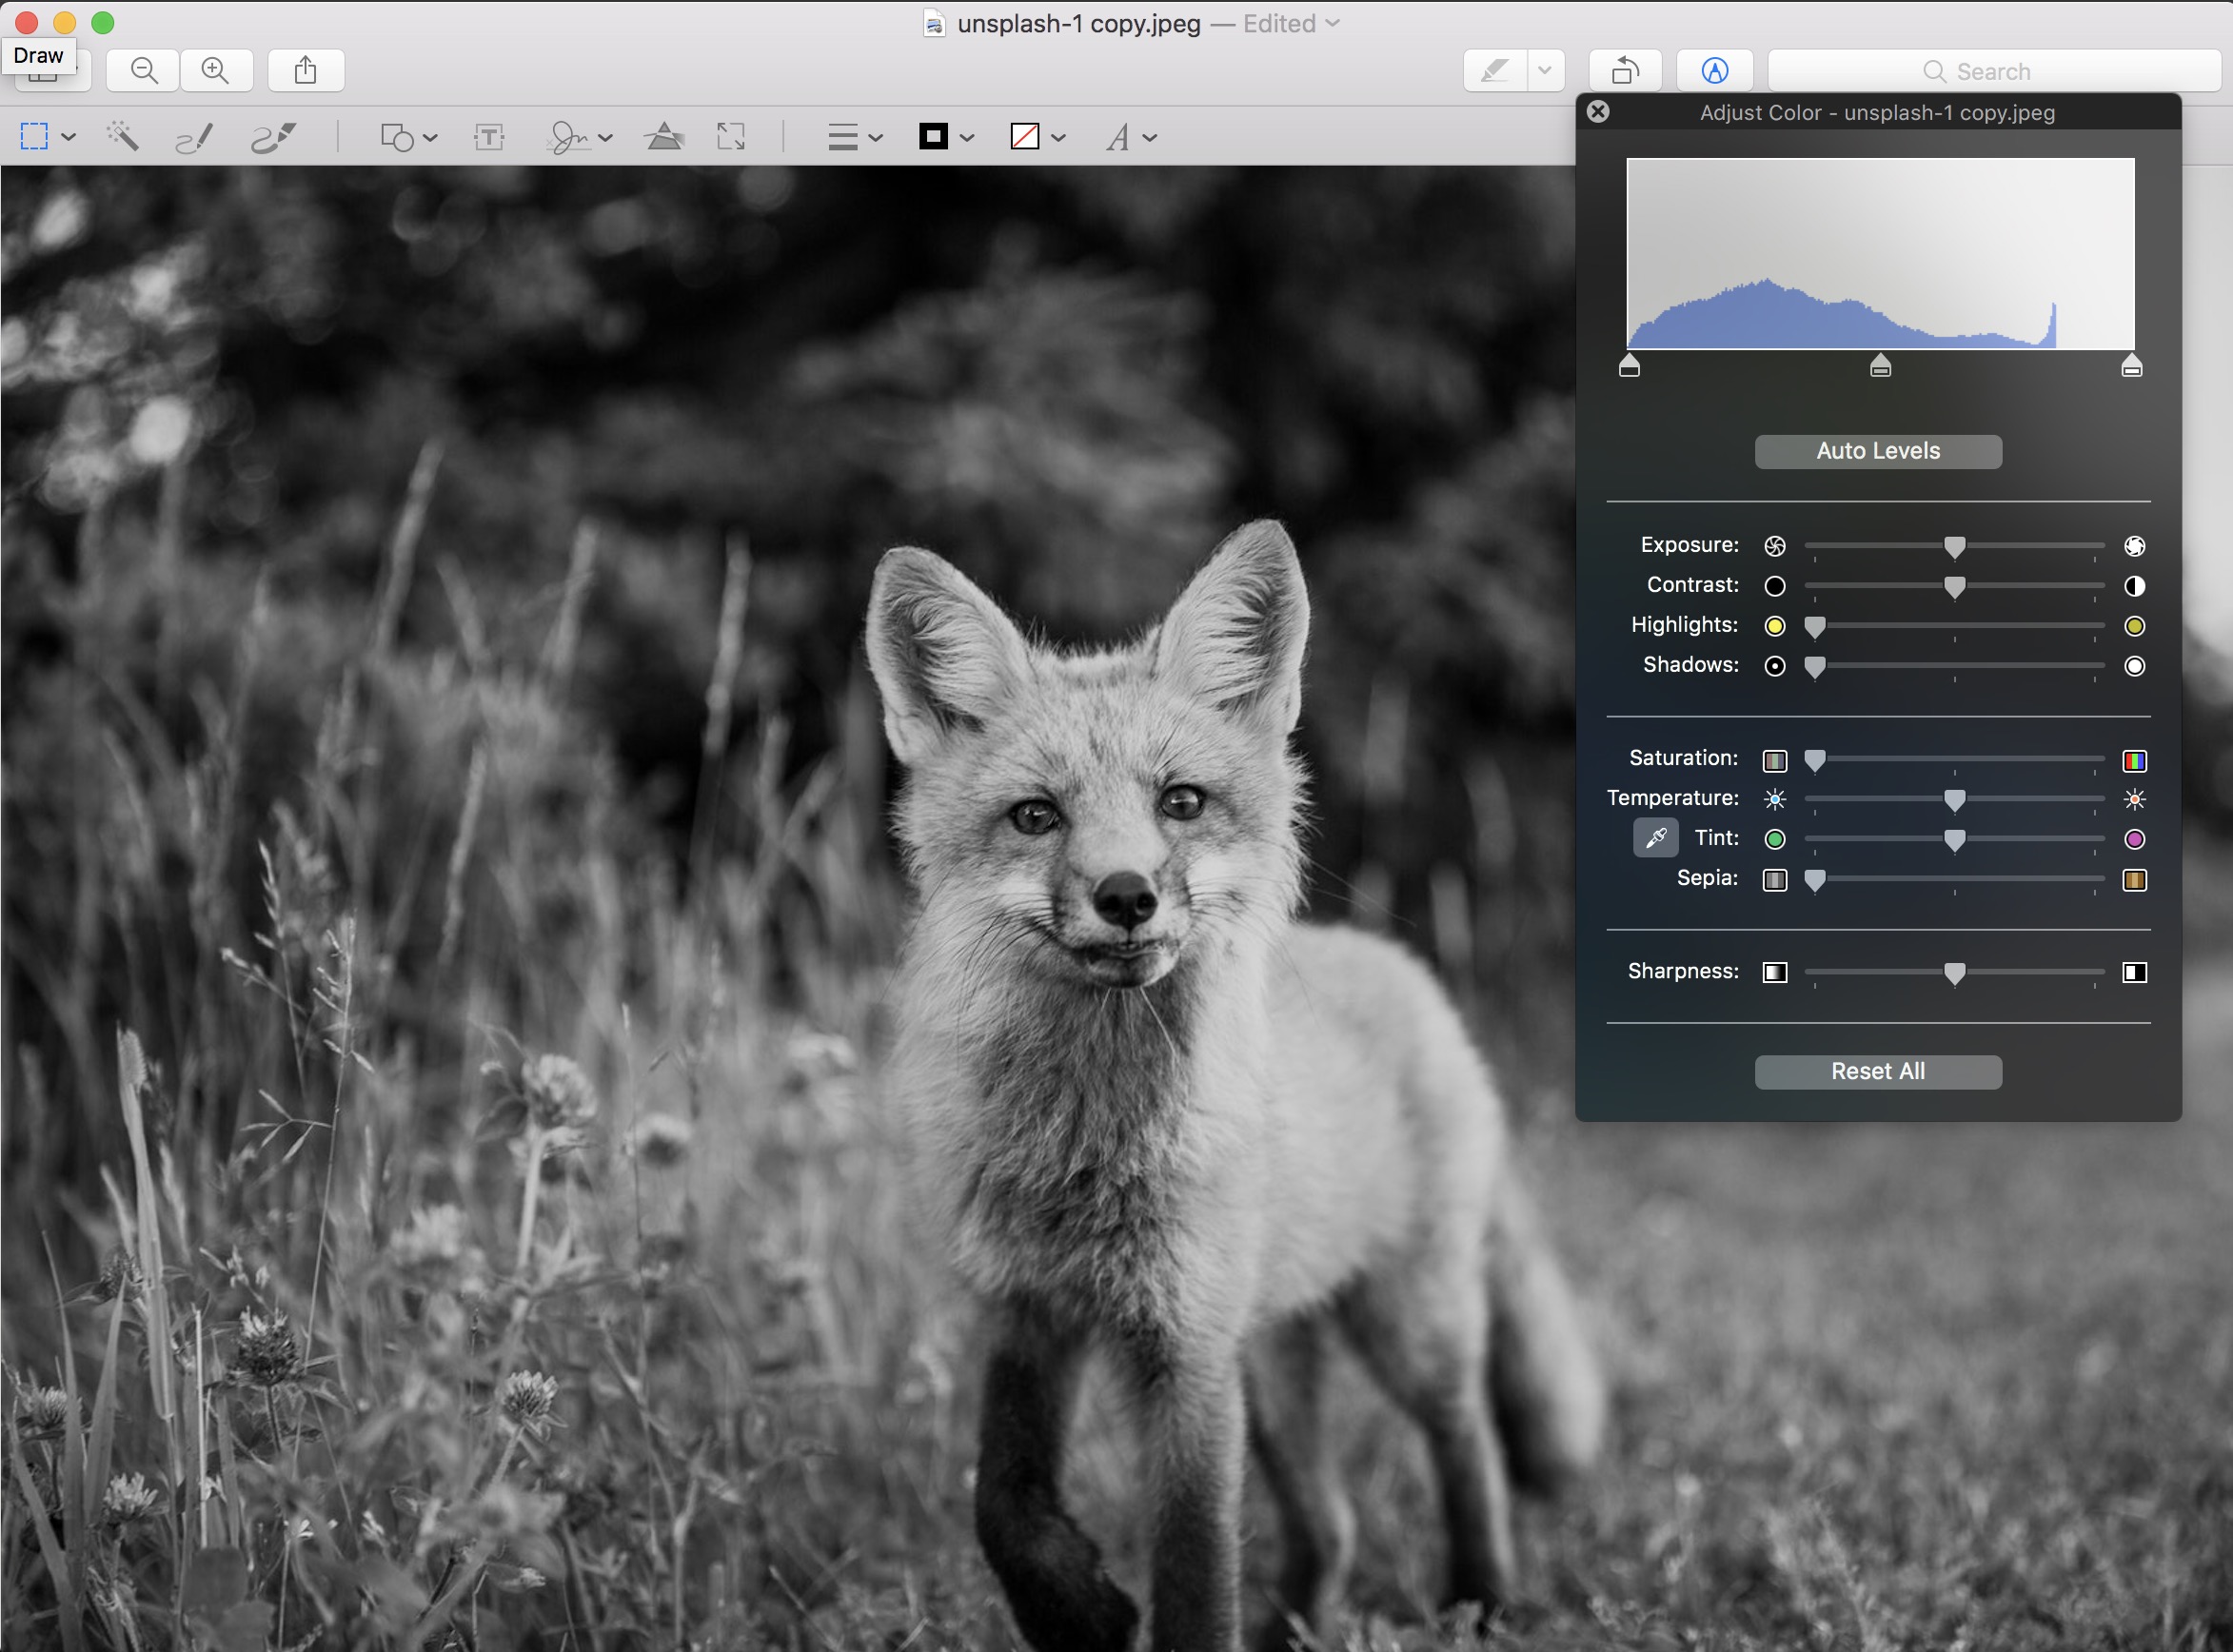 unsplash-1 copy.jpeg — Edited
Draw
Search
Adjust Color - unsplash-1 copy.jpeg
Auto Levels
Exposure:
Contrast:
Highlights:
Shadows:
Saturation:
Temperature:
Tint:
Sepia:
Sharpness:
Reset All